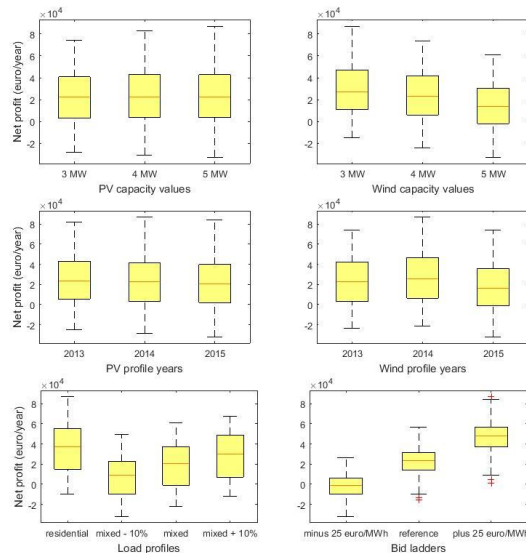 ×10⁴ ×10⁴
Net profit (euro/year)
8 8
6 6
4 4
2 2
0 0
-2 -2
3 MW 4 MW 5 MW 3 MW 4 MW 5 MW
PV capacity values Wind capacity values
×10⁴ ×10⁴
Net profit (euro/year)
8 8
6 6
4 4
2 2
0 0
-2 -2
2013 2014 2015 2013 2014 2015
PV profile years Wind profile years
×10⁴ ×10⁴
Net profit (euro/year)
8 8
6 6
4 4
2 2
0 0
-2 -2
residential mixed - 10% mixed mixed + 10% minus 25 euro/MWh reference plus 25 euro/MWh
Load profiles Bid ladders